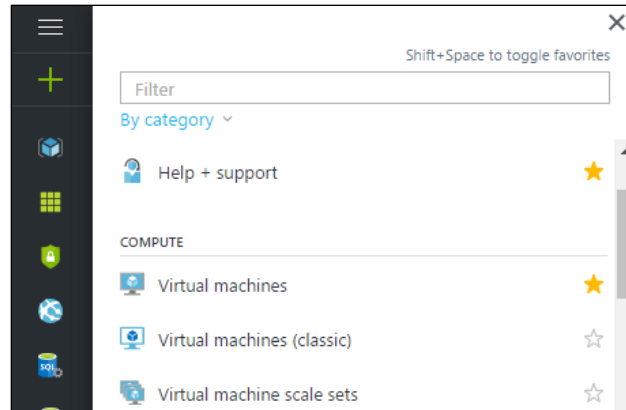 Shift+Space to toggle favorites
Filter
By category
Help + support
COMPUTE
Virtual machines
Virtual machines (classic)
SQL
Virtual machine scale sets